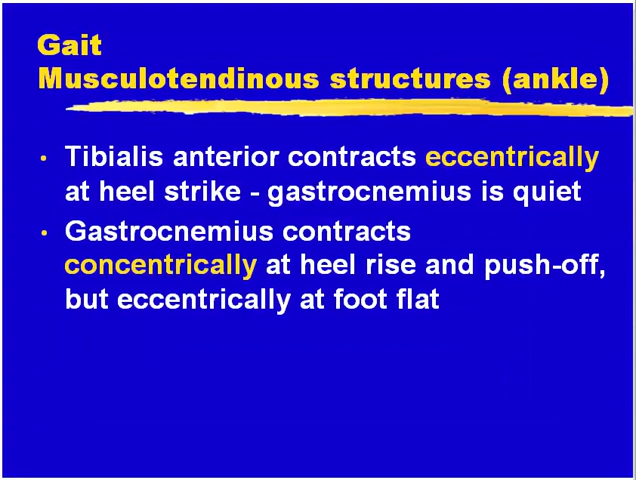 Gait
Musculotendinous structures (ankle)
• Tibialis anterior contracts eccentrically
at heel strike - gastrocnemius is quiet
• Gastrocnemius contracts
concentrically at heel rise and push-off,
but eccentrically at foot flat